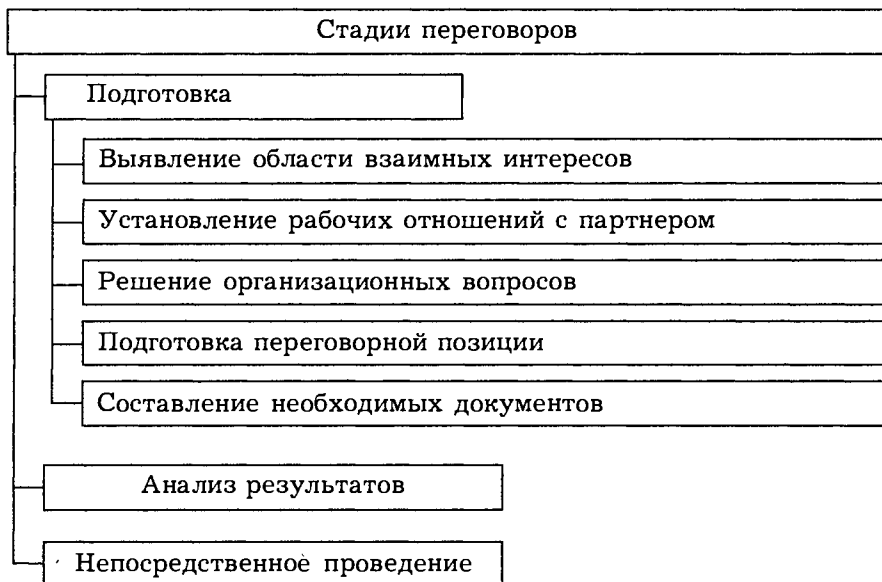 Стадии переговоров
Подготовка
Выявление области взаимных интересов
Установление рабочих отношений с партнером
Решение организационных вопросов
Подготовка переговорной позиции
Составление необходимых документов
Анализ результатов
Непосредственное проведение